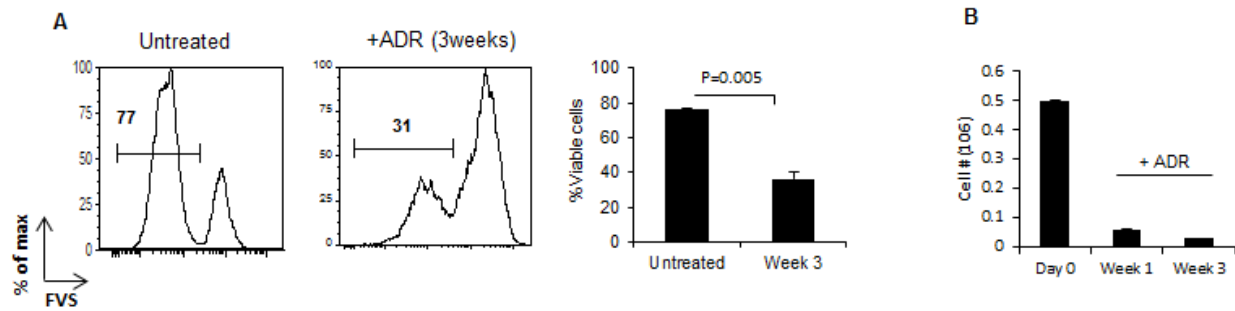 A
Untreated
100
75
50
25
0
77
% of max
FVS
+ADR (3weeks)
100
75
50
25
0
31
%Viable cells
100
80
60
40
20
0
P=0.005
Untreated
Week 3
B
Cell # (106)
0.6
0.5
0.4
0.3
0.2
0.1
0
+ ADR
Day 0
Week 1
Week 3